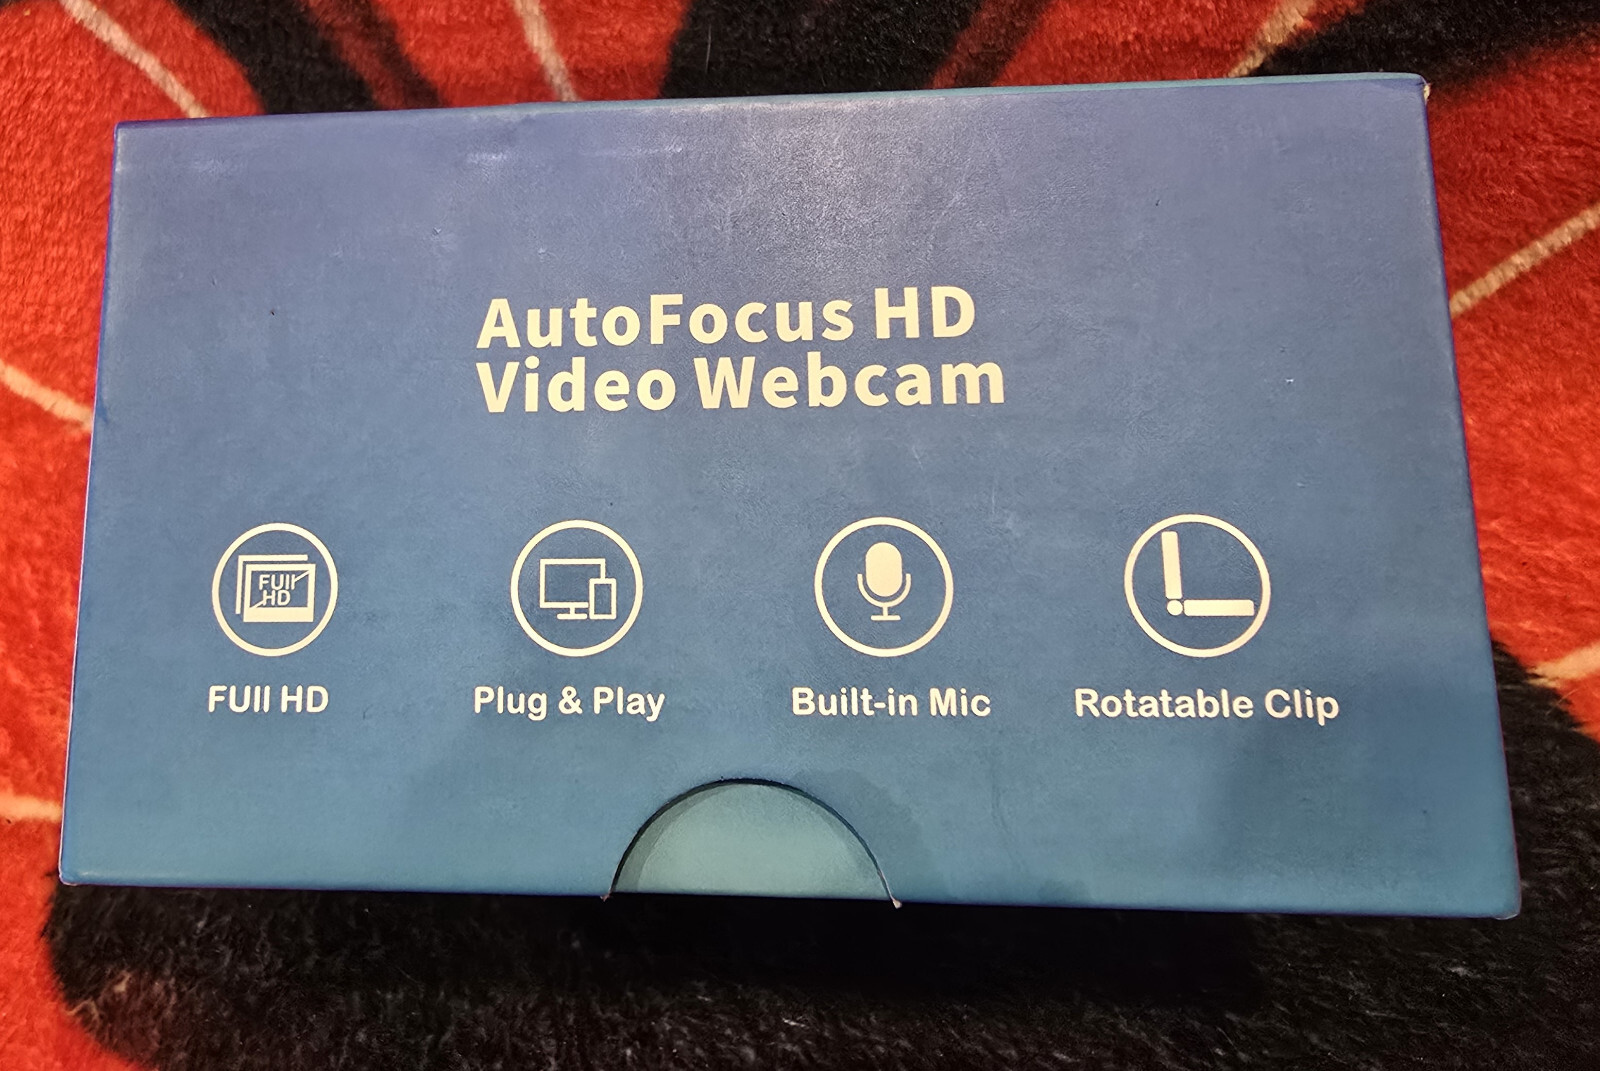 AutoFocus HD
Video Webcam
FUll
HD
FUll HD
Plug & Play
Built-in Mic
Rotatable Clip